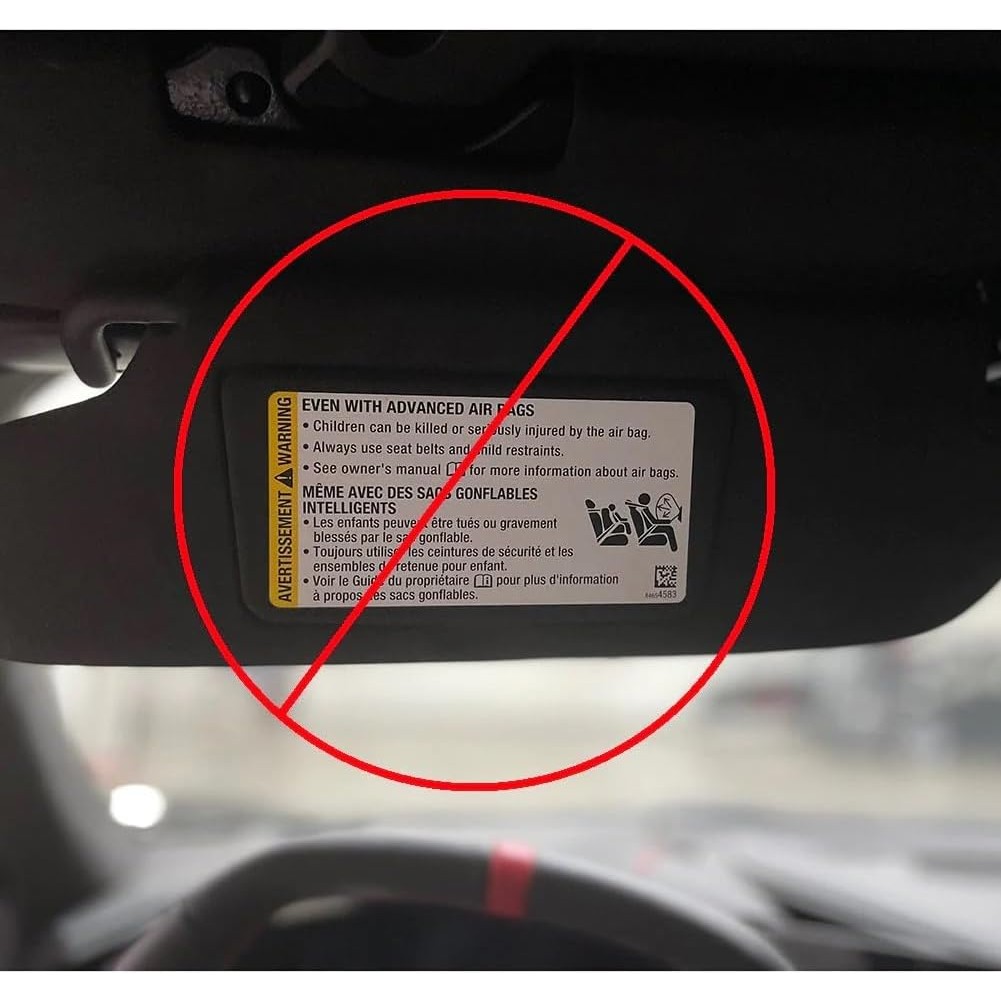 AVERTISSEMENT WARNING
EVEN WITH ADVANCED AIR BAGS
• Children can be killed or seriously injured by the air bag.
• Always use seat belts and child restraints.
• See owner's manual for more information about air bags.
MÊME AVEC DES SACS GONFLABLES
INTELLIGENTS
• Les enfants peuvent être tués ou gravement
blessés par le sac gonflable.
• Toujours utiliser les ceintures de sécurité et les
ensembles de retenue pour enfant.
• Voir le Guide du propriétaire pour plus d'information
à propos des sacs gonflables.
4583